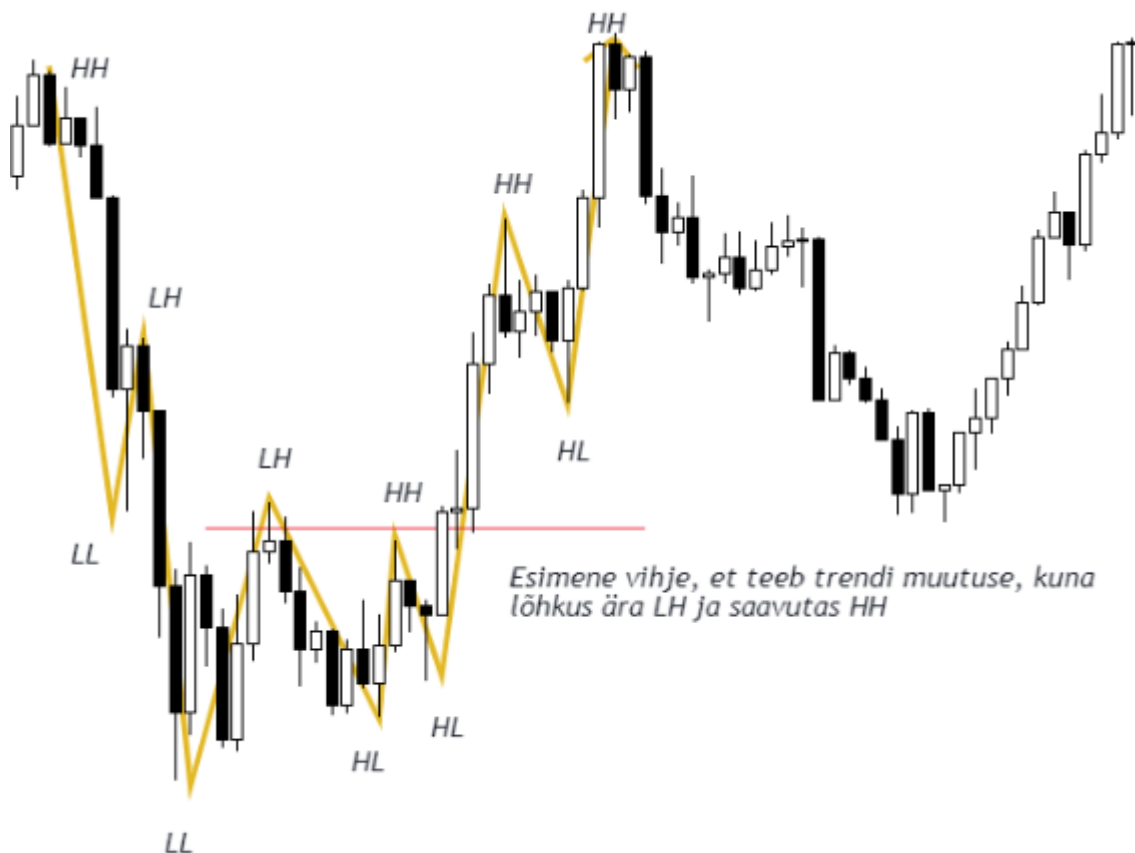 HH
HH
HH
LH
LH
HH
HL
LL
Esimene vihje, et teeb trendi muutuse, kuna
lõhkus ära LH ja saavutas HH
HL
HL
LL